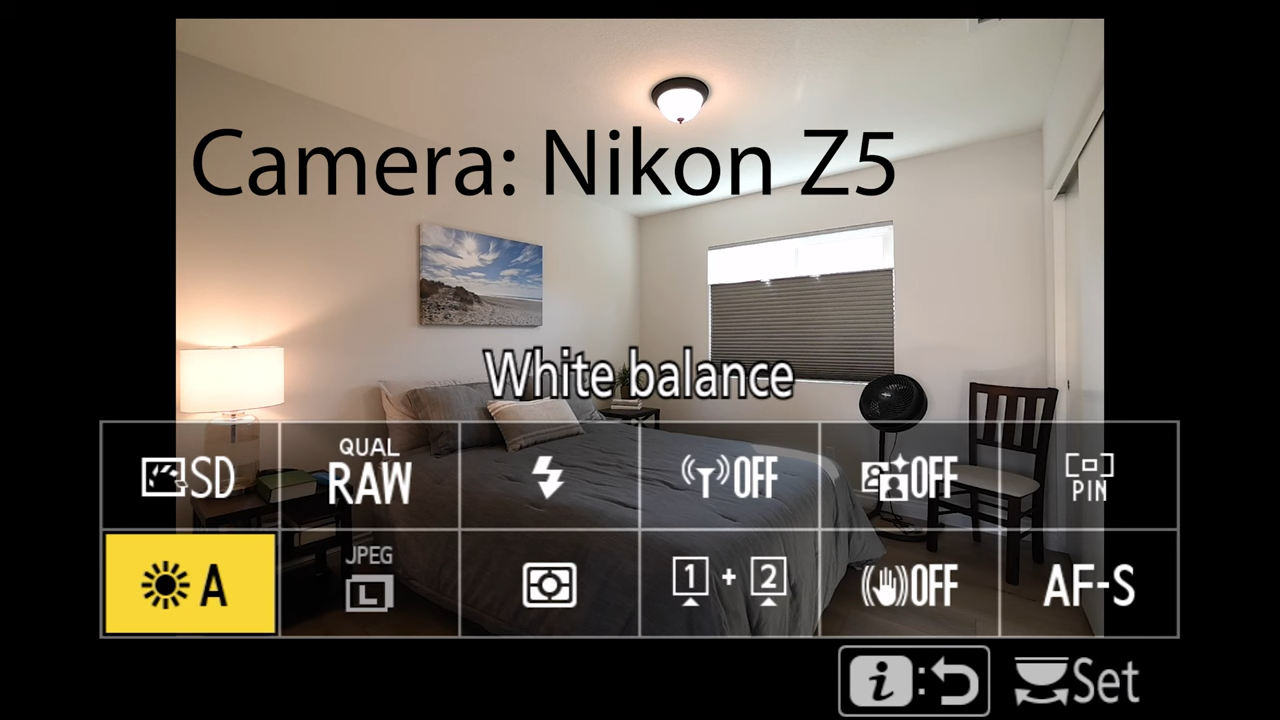 Camera: Nikon Z5
White balance
SD
QUAL
RAW
OFF
OFF
PIN
A
JPEG
L
1 + 2
OFF
AF-S
i : Set